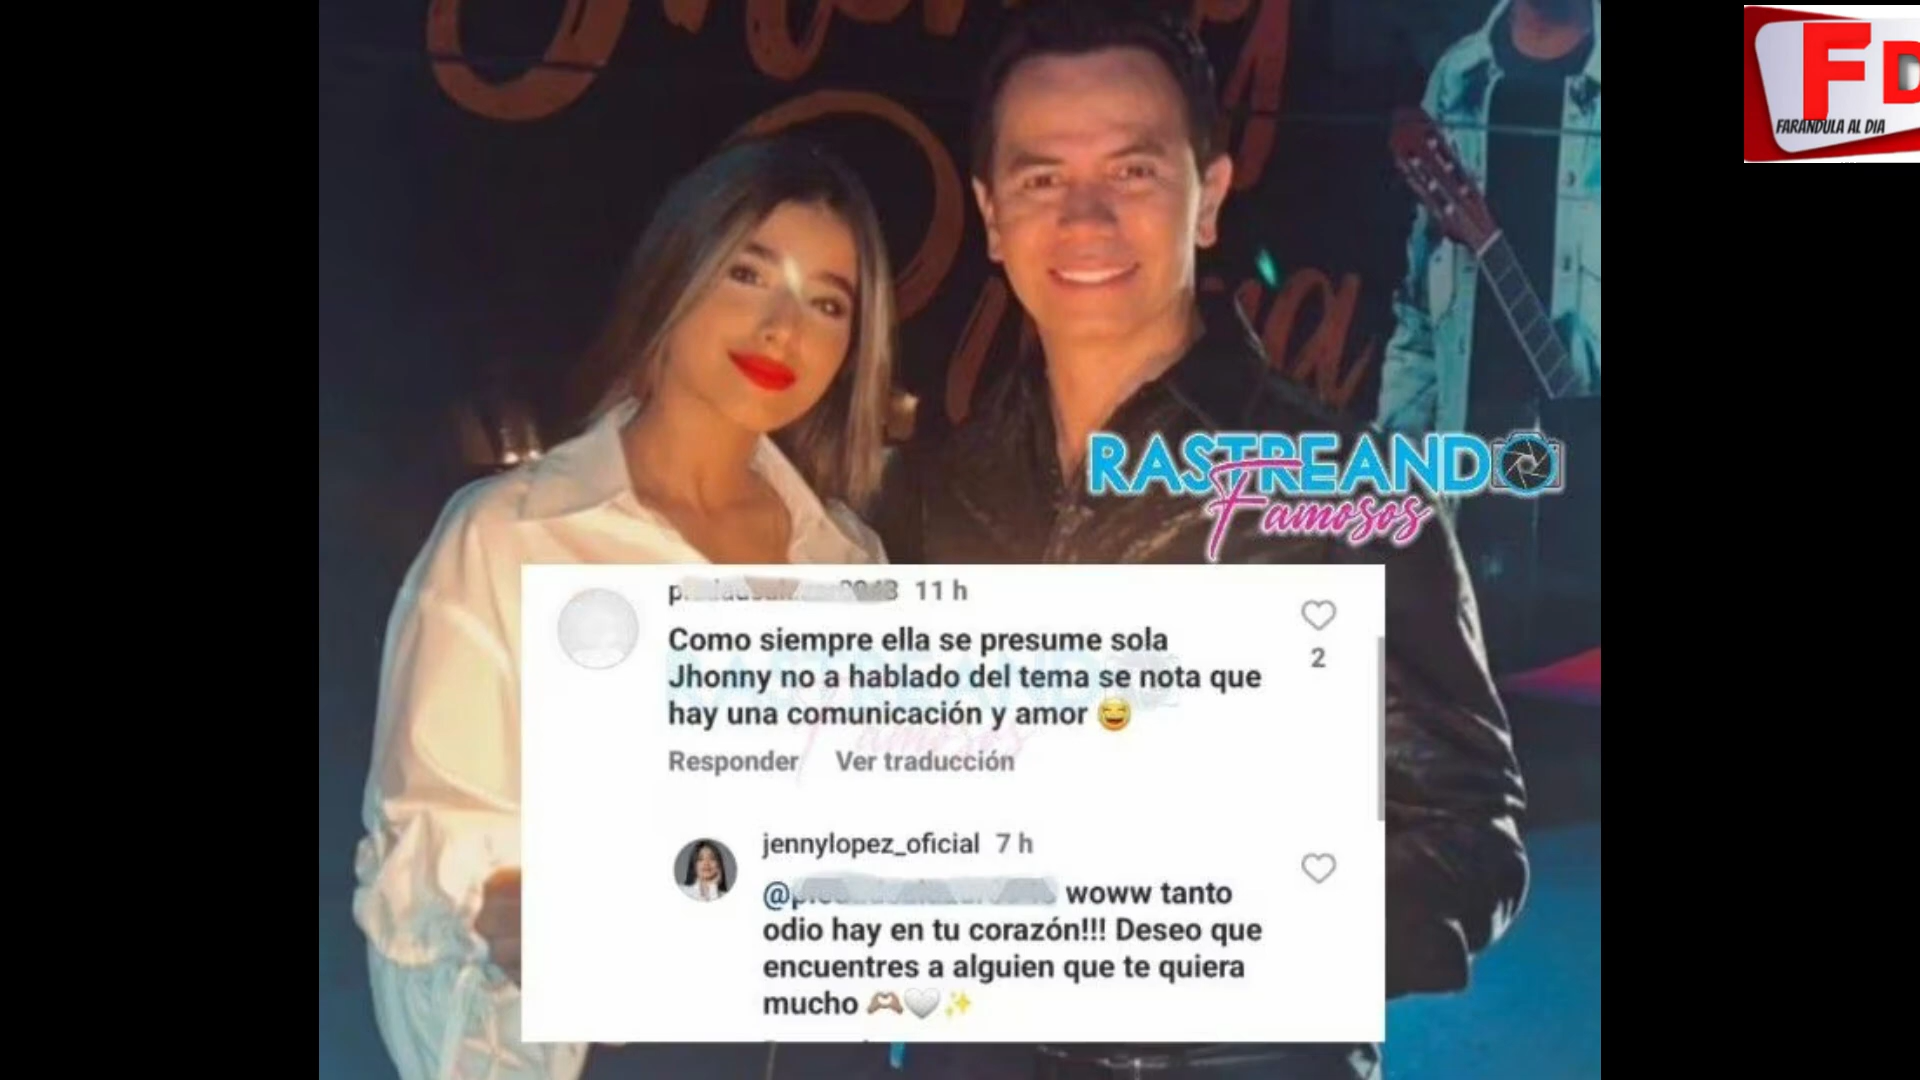 Jhonny
FD
FARANDULA AL DIA
RASTREANDO
Famosos
11 h
Como siempre ella se presume sola
Jhonny no a hablado del tema se nota que
hay una comunicación y amor 😅
2
Responder Ver traducción
jennylopez_oficial 7 h
woww tanto
odio hay en tu corazón!!! Deseo que
encuentres a alguien que te quiera
mucho 🫶🏼🤍✨